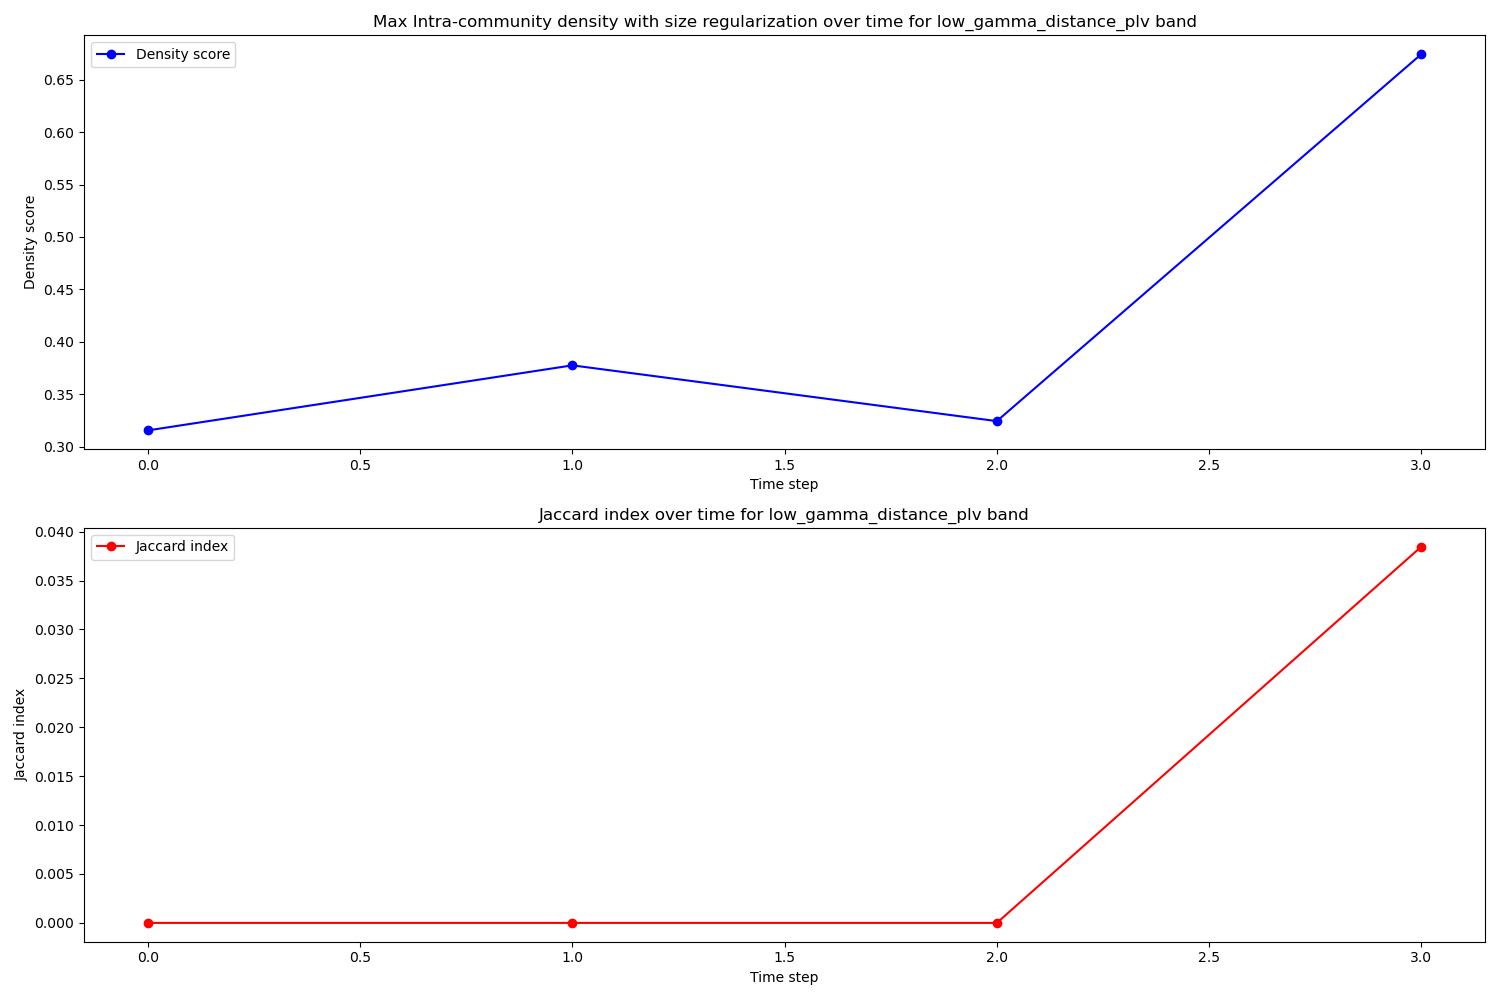 Max Intra-community density with size regularization over time for low_gamma_distance_plv band
Density score
0.65
0.60
0.55
0.50
0.45
0.40
0.35
0.30
Density score
0.0 0.5 1.0 1.5 2.0 2.5 3.0
Time step
Jaccard index over time for low_gamma_distance_plv band
Jaccard index
0.040
0.035
0.030
0.025
0.020
0.015
0.010
0.005
0.000
Jaccard index
0.0 0.5 1.0 1.5 2.0 2.5 3.0
Time step